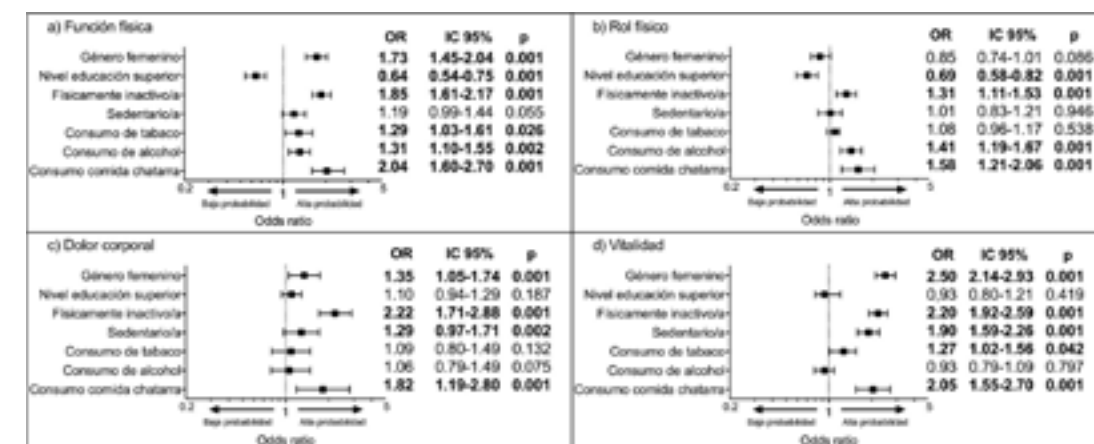 a) Función física
OR IC 95% p
Género femenino 1.73 1.45-2.04 0.001
Nivel educación superior 0.64 0.54-0.75 0.001
Físicamente inactivo/a 1.85 1.61-2.17 0.001
Sedentario/a 1.19 0.99-1.44 0.055
Consumo de tabaco 1.29 1.03-1.61 0.026
Consumo de alcohol 1.31 1.10-1.55 0.002
Consumo comida chatarra 2.04 1.60-2.70 0.001
0.2 1 5
Baja probabilidad Alta probabilidad
Odds ratio
b) Rol físico
OR IC 95% p
Género femenino 0.85 0.74-1.01 0.086
Nivel educación superior 0.69 0.58-0.82 0.001
Físicamente inactivo/a 1.31 1.11-1.53 0.001
Sedentario/a 1.01 0.83-1.21 0.946
Consumo de tabaco 1.08 0.96-1.17 0.538
Consumo de alcohol 1.41 1.19-1.67 0.001
Consumo comida chatarra 1.58 1.21-2.06 0.001
0.2 1 5
Baja probabilidad Alta probabilidad
Odds ratio
c) Dolor corporal
OR IC 95% p
Género femenino 1.35 1.05-1.74 0.001
Nivel educación superior 1.10 0.94-1.29 0.187
Físicamente inactivo/a 2.22 1.71-2.88 0.001
Sedentario/a 1.29 0.97-1.71 0.002
Consumo de tabaco 1.09 0.80-1.49 0.132
Consumo de alcohol 1.06 0.79-1.49 0.075
Consumo comida chatarra 1.82 1.19-2.80 0.001
0.2 1 5
Baja probabilidad Alta probabilidad
Odds ratio
d) Vitalidad
OR IC 95% p
Género femenino 2.50 2.14-2.93 0.001
Nivel educación superior 0.93 0.80-1.21 0.419
Físicamente inactivo/a 2.20 1.92-2.59 0.001
Sedentario/a 1.90 1.59-2.26 0.001
Consumo de tabaco 1.27 1.02-1.56 0.042
Consumo de alcohol 0.93 0.79-1.09 0.797
Consumo comida chatarra 2.05 1.55-2.70 0.001
0.2 1 5
Baja probabilidad Alta probabilidad
Odds ratio